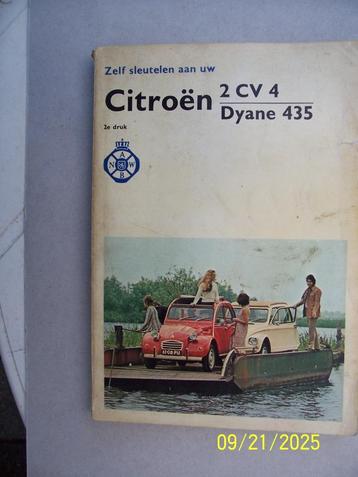 Zelf sleutelen aan uw
Citroën 2 CV 4
Dyane 435
2e druk
A
N W
B
09/21/2025